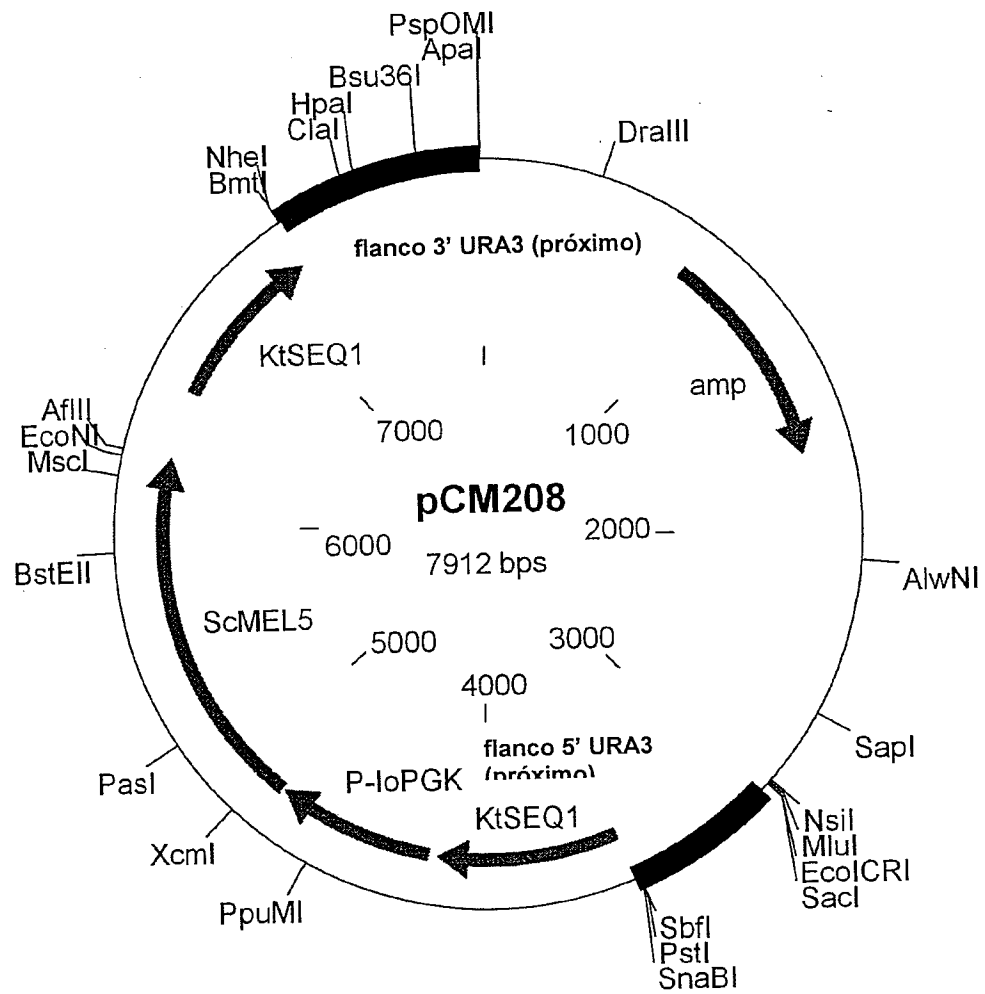 PspOMI
ApaI
Bsu36I
HpaI
ClaI
NheI
BmtI
DraIII
flanco 3' URA3 (próximo)
KtSEQ1
amp
7000
1000
AflII
EcoNI
MscI
pCM208
7912 bps
6000
2000
BstEII
AlwNI
ScMEL5
5000
3000
4000
SapI
flanco 5' URA3
(próximo)
PasI
P-IoPGK
KtSEQ1
NsiI
MluI
EcoICRI
SacI
XcmI
PpuMI
SbfI
PstI
SnaBI